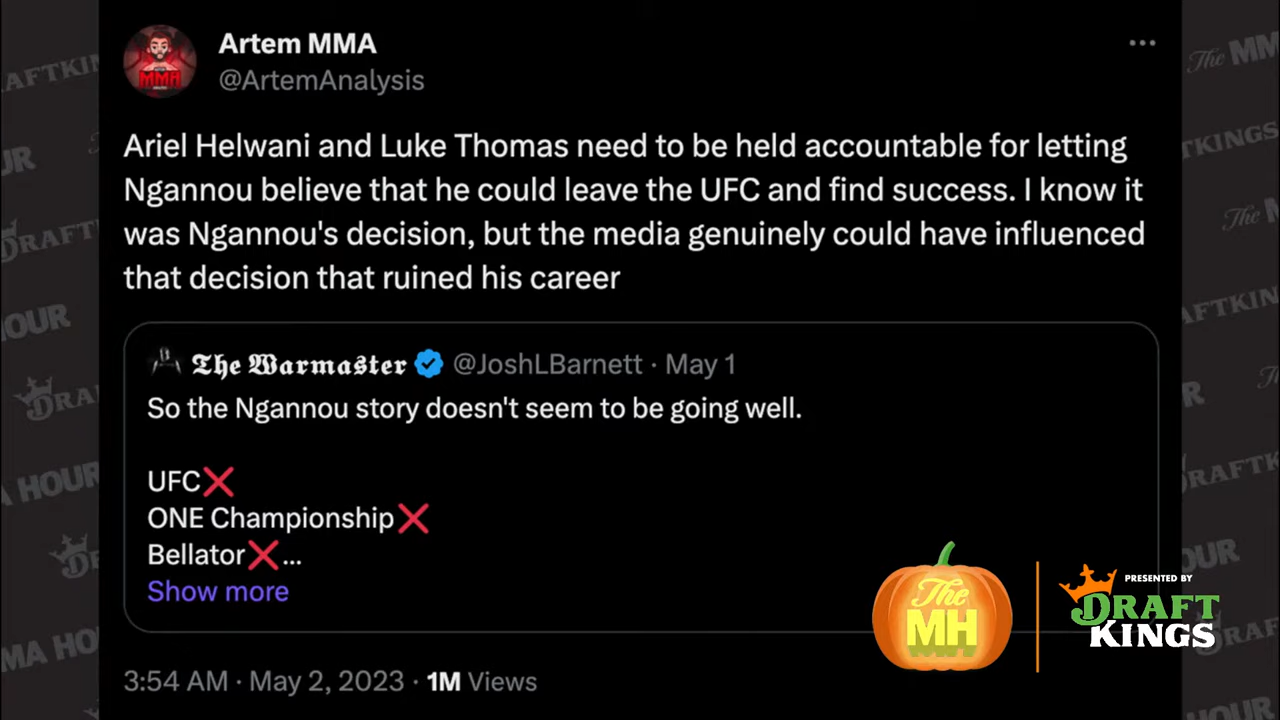 Artem MMA
@ArtemAnalysis
Ariel Helwani and Luke Thomas need to be held accountable for letting
Ngannou believe that he could leave the UFC and find success. I know it
was Ngannou's decision, but the media genuinely could have influenced
that decision that ruined his career
The Warmaster @JoshLBarnett · May 1
So the Ngannou story doesn't seem to be going well.
UFC❌
ONE Championship❌
Bellator❌...
Show more
3:54 AM · May 2, 2023 · 1M Views
The
MH
PRESENTED BY
DRAFT
KINGS